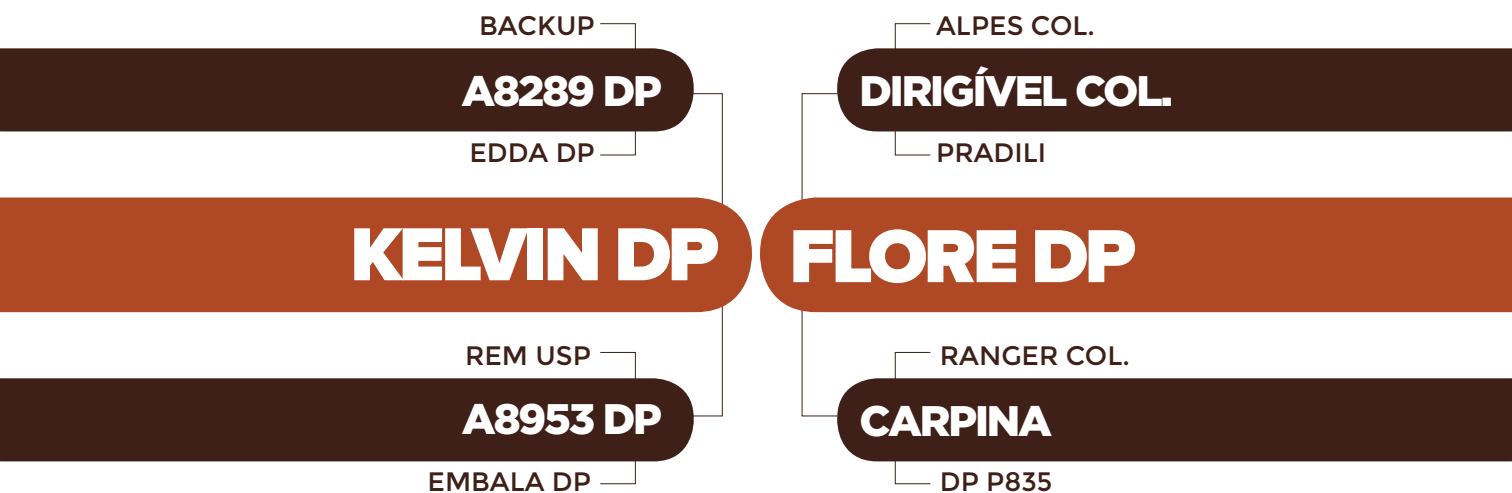 BACKUP
A8289 DP
EDDA DP
KELVIN DP
REM USP
A8953 DP
EMBALA DP
ALPES COL.
DIRIGÍVEL COL.
PRADILI
FLORE DP
RANGER COL.
CARPINA
DP P835